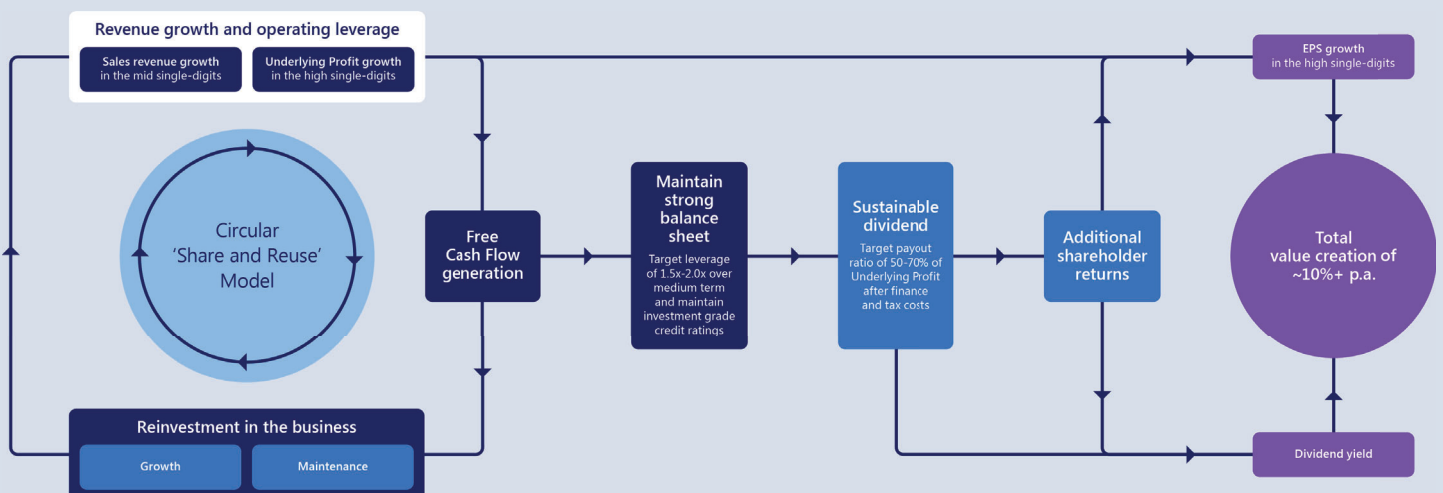 Revenue growth and operating leverage
Sales revenue growth
in the mid single-digits
Underlying Profit growth
in the high single-digits
Circular
‘Share and Reuse’
Model
Reinvestment in the business
Growth
Maintenance
Free
Cash Flow
generation
Maintain
strong
balance
sheet
Target leverage
of 1.5x-2.0x over
medium term
and maintain
investment grade
credit ratings
Sustainable
dividend
Target payout
ratio of 50-70% of
Underlying Profit
after finance
and tax costs
Additional
shareholder
returns
EPS growth
in the high single-digits
Total
value creation of
~10%+ p.a.
Dividend yield